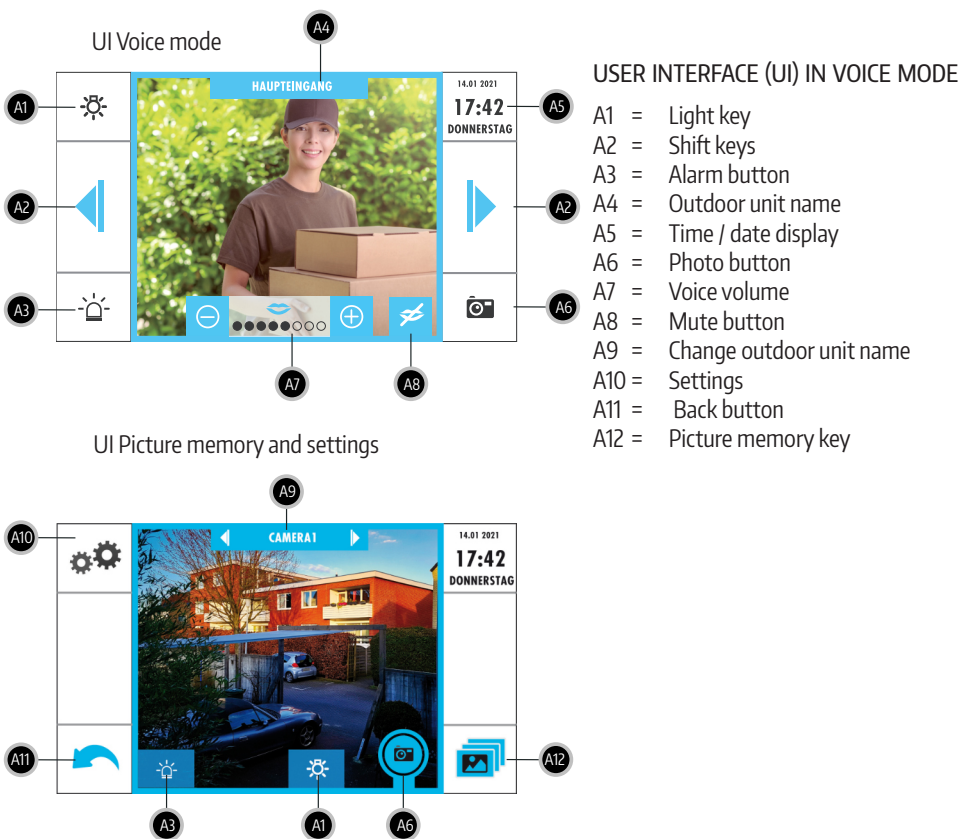 A4
UI Voice mode
HAUPTEINGANG
14.01 2021
17:42
DONNERSTAG
A1
A5
A2
A2
A3
A6
A7
A8
USER INTERFACE (UI) IN VOICE MODE
A1 = Light key
A2 = Shift keys
A3 = Alarm button
A4 = Outdoor unit name
A5 = Time / date display
A6 = Photo button
A7 = Voice volume
A8 = Mute button
A9 = Change outdoor unit name
A10 = Settings
A11 = Back button
A12 = Picture memory key
UI Picture memory and settings
A9
A10
CAMERA1
14.01 2021
17:42
DONNERSTAG
A11
A12
A3
A1
A6